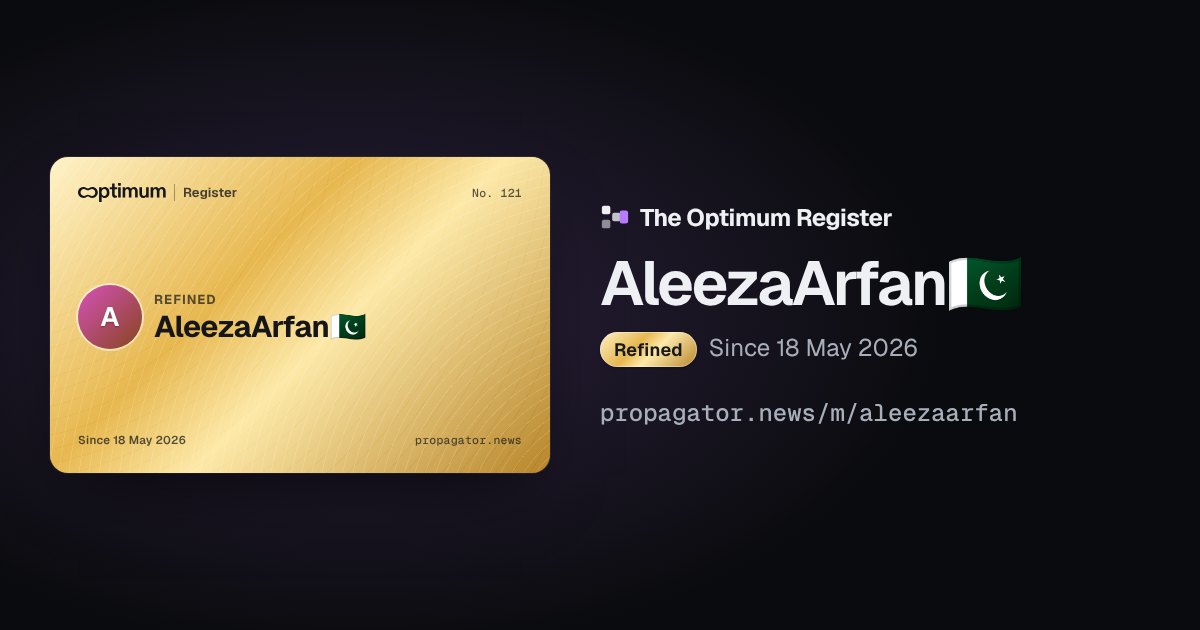 optimum | Register
No. 121
REFINED
A
AleezaArfan🇵🇰
Since 18 May 2026
propagator.news
The Optimum Register
AleezaArfan🇵🇰
Refined
Since 18 May 2026
propagator.news/m/aleezaarfan